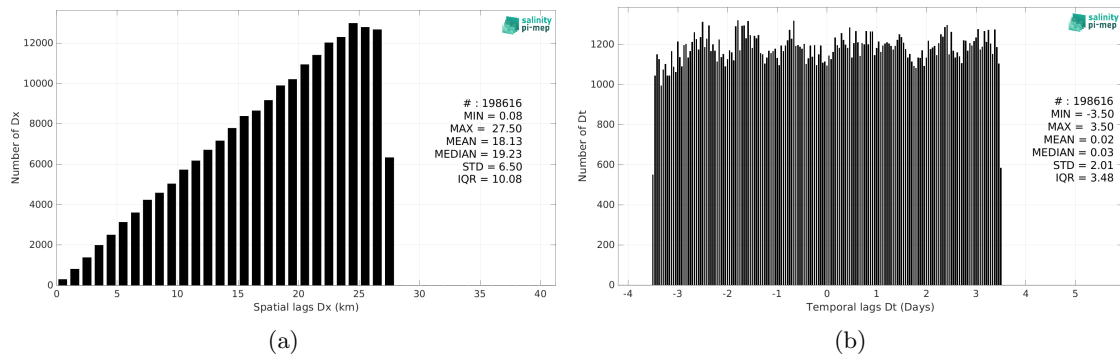 salinity
pi-mep
12000
10000
8000
6000
4000
2000
0
Number of Dx
# : 198616
MIN = 0.08
MAX = 27.50
MEAN = 18.13
MEDIAN = 19.23
STD = 6.50
IQR = 10.08
0 5 10 15 20 25 30 35 40
Spatial lags Dx (km)
(a)
salinity
pi-mep
1200
1000
800
600
400
200
0
Number of Dt
# : 198616
MIN = -3.50
MAX = 3.50
MEAN = 0.02
MEDIAN = 0.03
STD = 2.01
IQR = 3.48
-4 -3 -2 -1 0 1 2 3 4 5
Temporal lags Dt (Days)
(b)